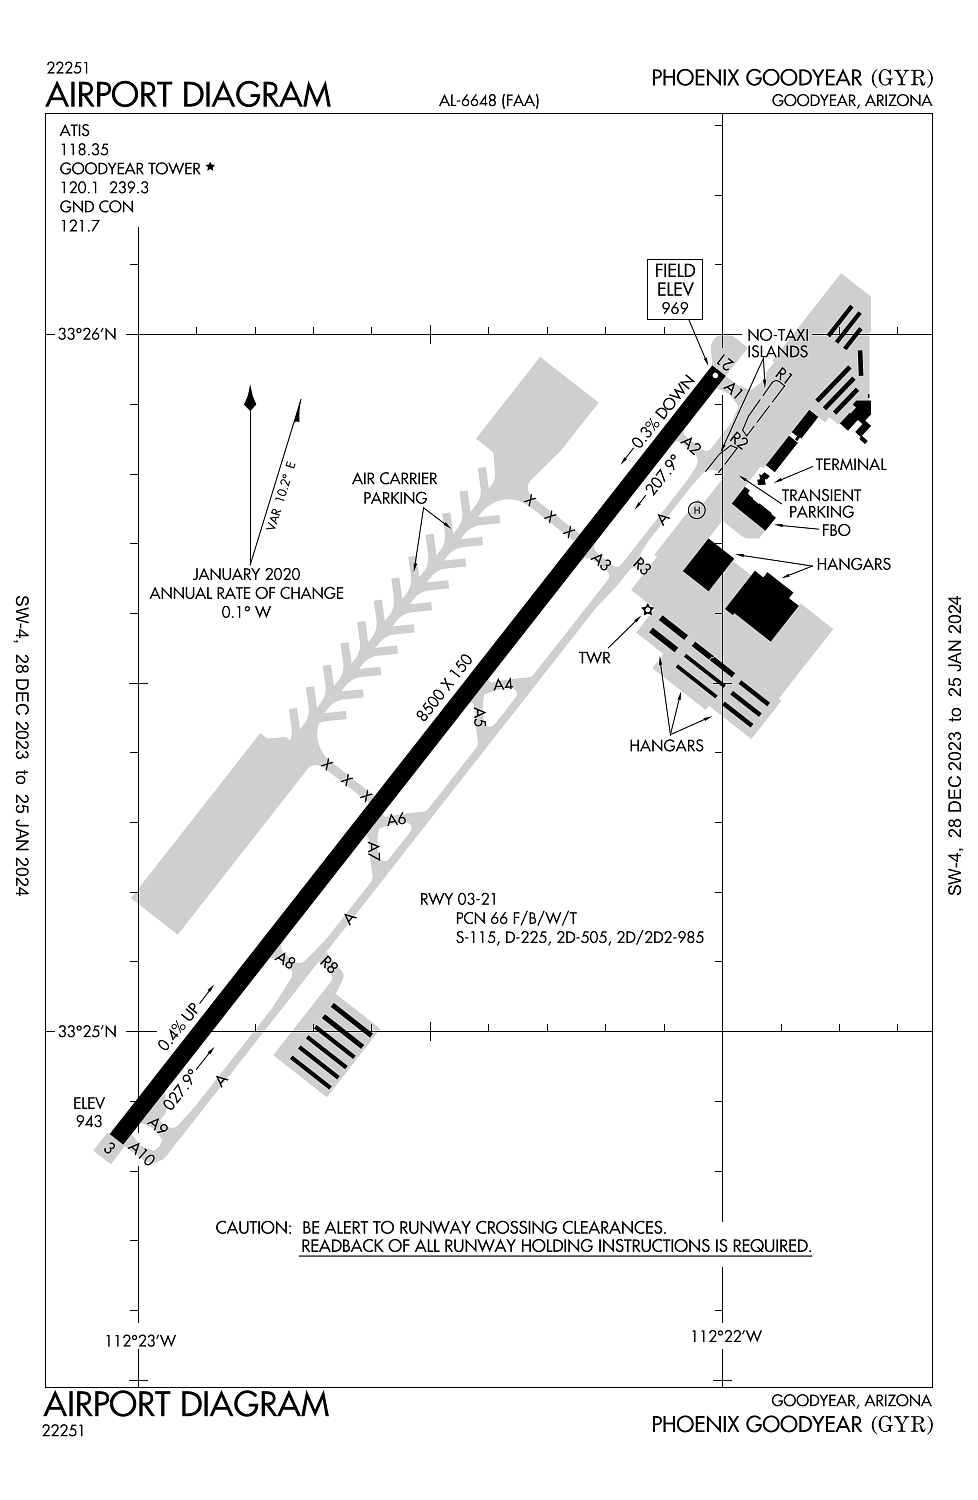 22251
AIRPORT DIAGRAM
AL-6648 (FAA)
PHOENIX GOODYEAR (GYR)
GOODYEAR, ARIZONA
ATIS
118.35
GOODYEAR TOWER ★
120.1 239.3
GND CON
121.7
FIELD
ELEV
969
33°26'N
NO-TAXI
ISLANDS
21
R1
A1
0.3% DOWN
A2
R2
207.9°
VAR 10.2° E
AIR CARRIER
PARKING
TERMINAL
TRANSIENT
PARKING
FBO
X
X
X
A
H
A3
R3
HANGARS
JANUARY 2020
ANNUAL RATE OF CHANGE
0.1° W
TWR
8500 X 150
A4
A5
HANGARS
X
X
X
A6
A7
RWY 03-21
PCN 66 F/B/W/T
S-115, D-225, 2D-505, 2D/2D2-985
A
A8
R8
0.4% UP
33°25'N
027.9°
A
ELEV
943
A9
3
A10
CAUTION: BE ALERT TO RUNWAY CROSSING CLEARANCES.
READBACK OF ALL RUNWAY HOLDING INSTRUCTIONS IS REQUIRED.
112°23'W
112°22'W
SW-4, 28 DEC 2023 to 25 JAN 2024
SW-4, 28 DEC 2023 to 25 JAN 2024
AIRPORT DIAGRAM
22251
GOODYEAR, ARIZONA
PHOENIX GOODYEAR (GYR)